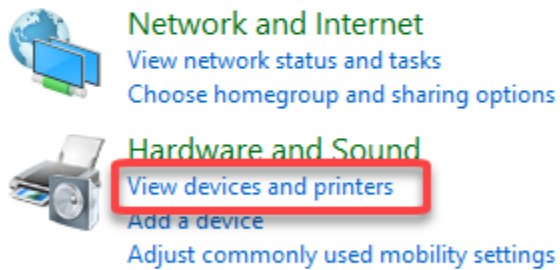 Network and Internet
View network status and tasks
Choose homegroup and sharing options
Hardware and Sound
View devices and printers
Add a device
Adjust commonly used mobility settings